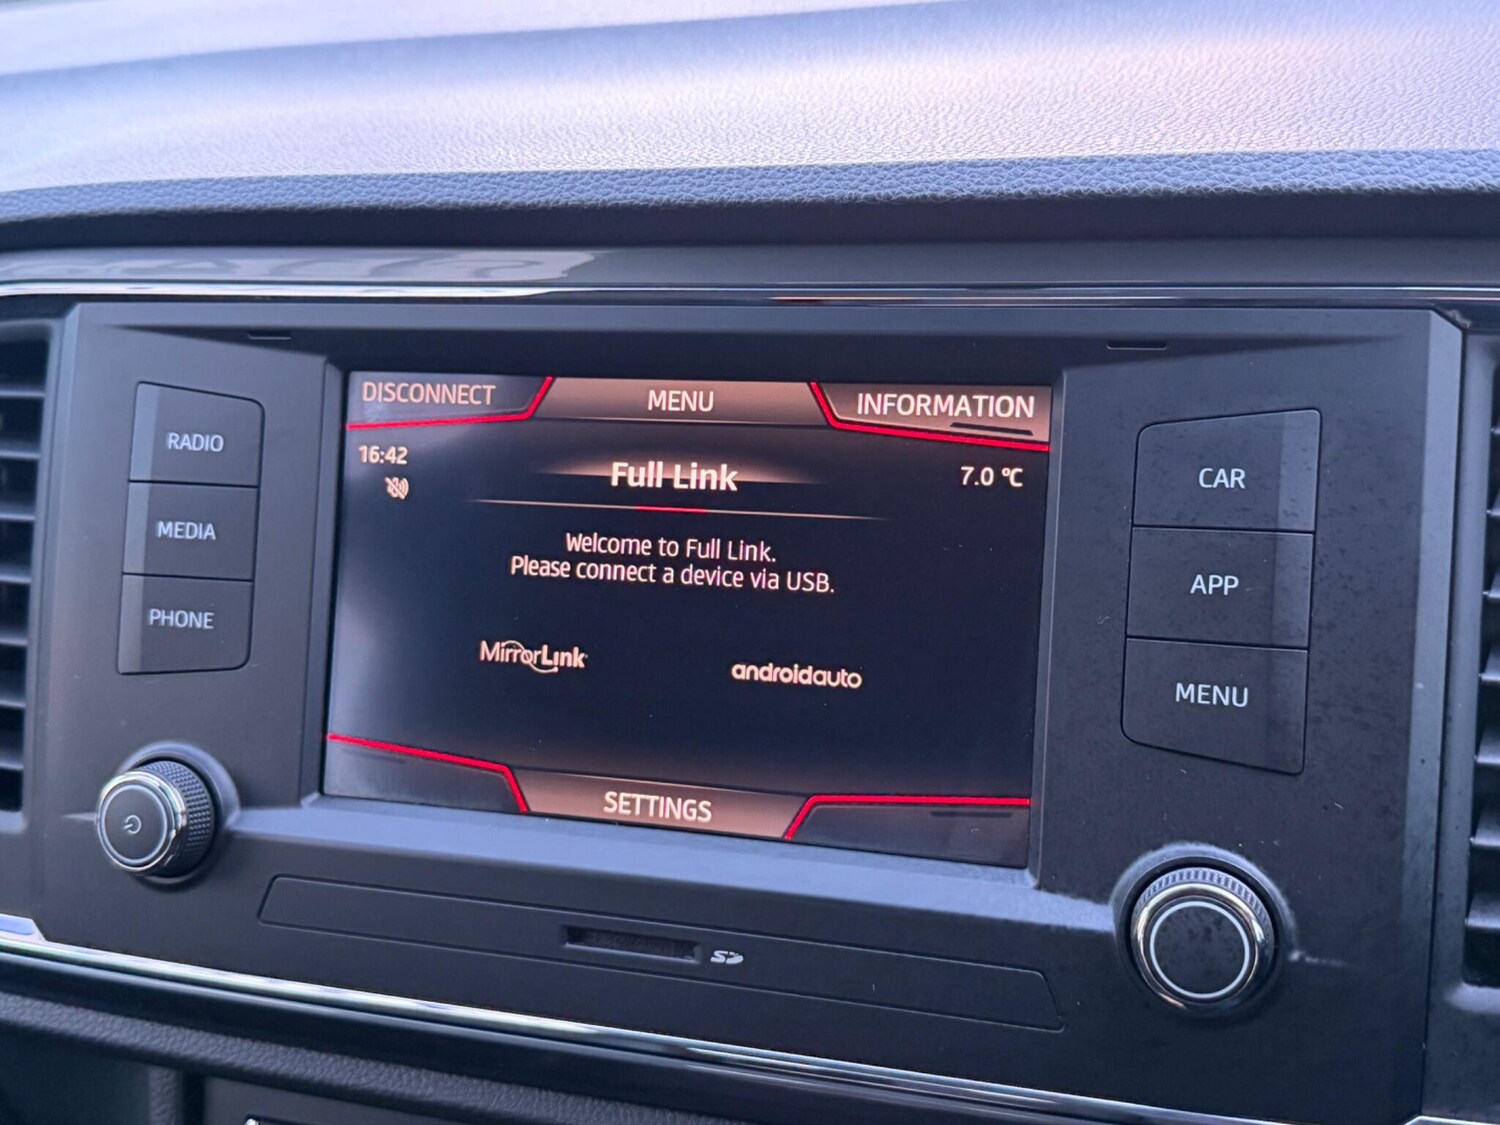 DISCONNECT
MENU
INFORMATION
16:42
Full Link
7.0 °C
Welcome to Full Link.
Please connect a device via USB.
MirrorLink
androidauto
SETTINGS
RADIO
MEDIA
PHONE
CAR
APP
MENU
SD